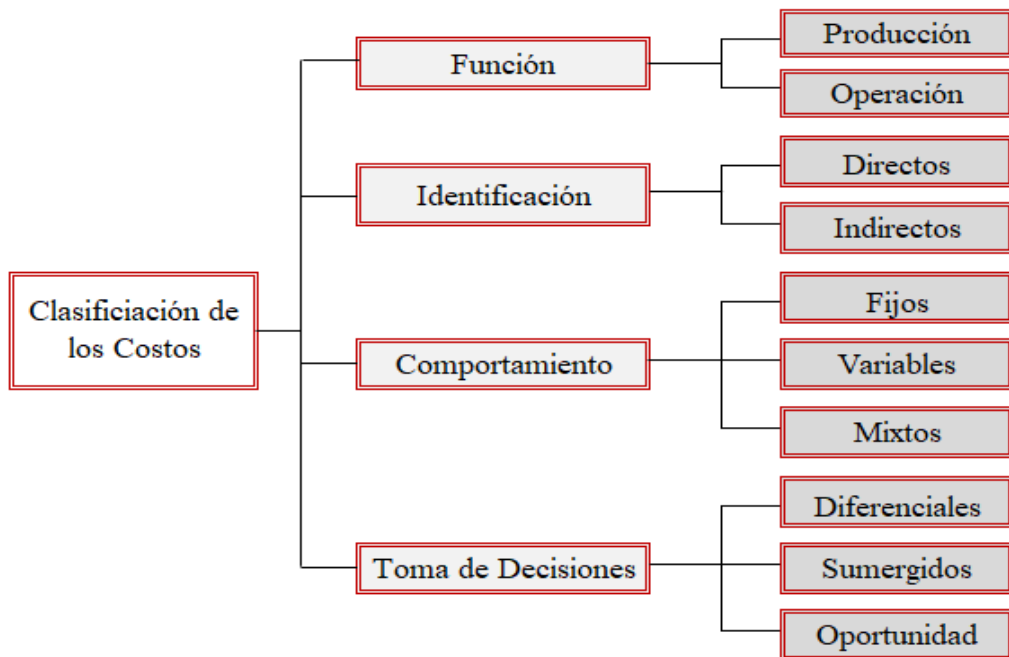 Clasificiación de
los Costos
Función
Producción
Operación
Identificación
Directos
Indirectos
Comportamiento
Fijos
Variables
Mixtos
Toma de Decisiones
Diferenciales
Sumergidos
Oportunidad